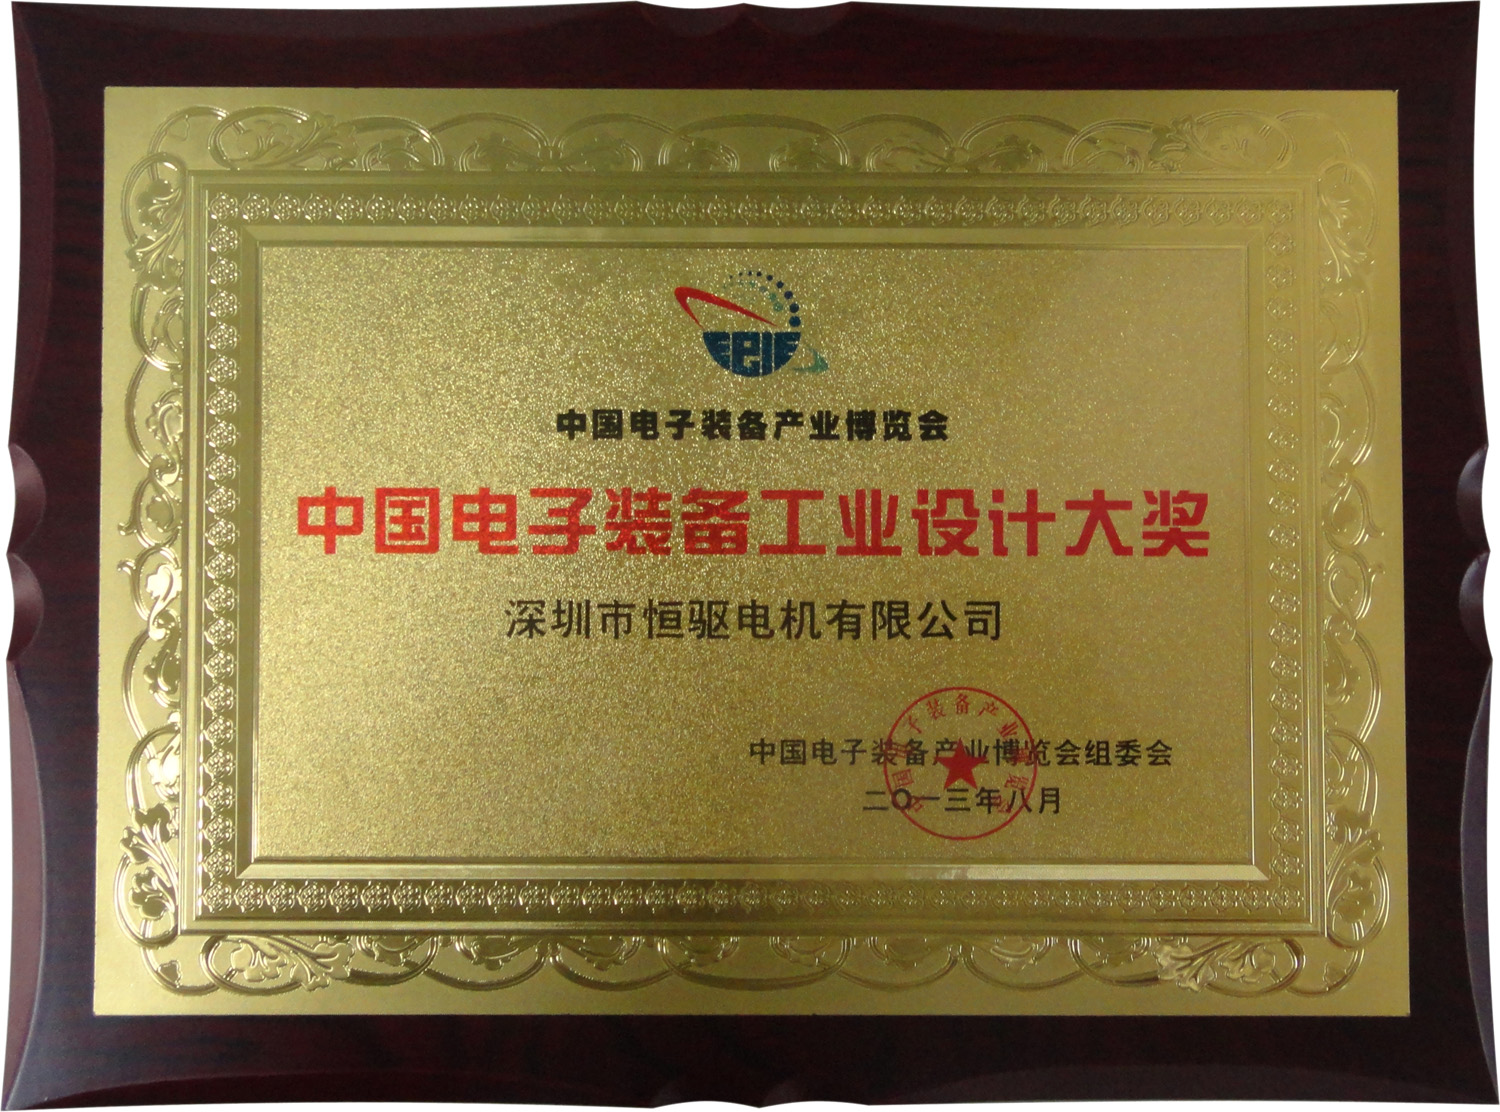 EPIE
中国电子装备产业博览会
中国电子装备工业设计大奖
深圳市恒驱电机有限公司
中国电子装备产业博览会组委会
二〇一三年八月